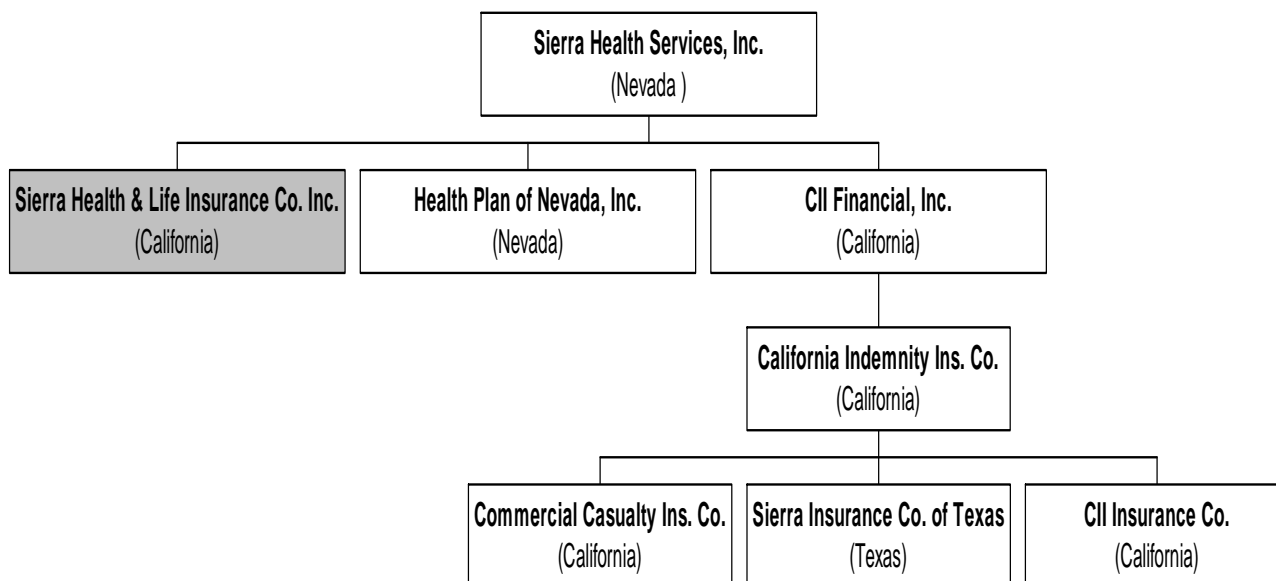 Sierra Health Services, Inc.
(Nevada )
Sierra Health & Life Insurance Co. Inc.
(California)
Health Plan of Nevada, Inc.
(Nevada)
CII Financial, Inc.
(California)
California Indemnity Ins. Co.
(California)
Commercial Casualty Ins. Co.
(California)
Sierra Insurance Co. of Texas
(Texas)
CII Insurance Co.
(California)